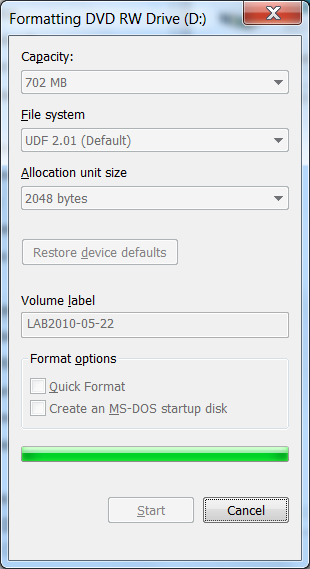 Formatting DVD RW Drive (D:)
Capacity:
702 MB
File system
UDF 2.01 (Default)
Allocation unit size
2048 bytes
Restore device defaults
Volume label
LAB2010-05-22
Format options
Quick Format
Create an MS-DOS startup disk
Start
Cancel